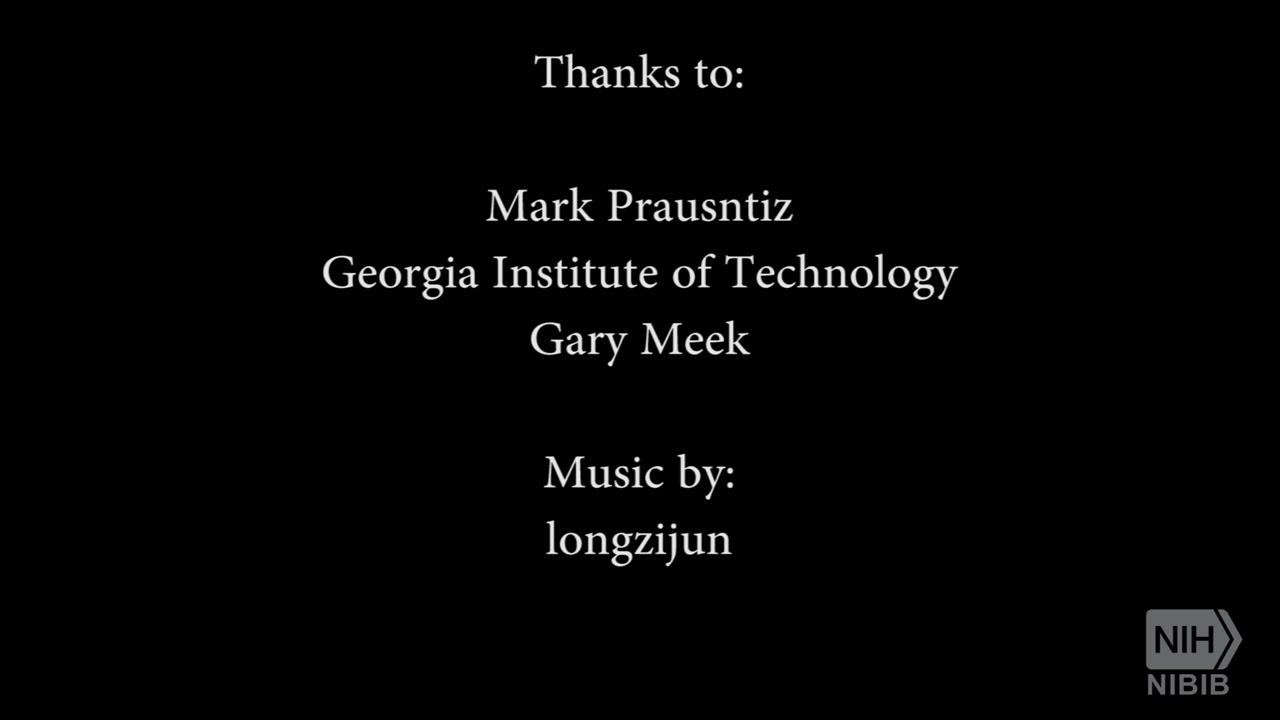 Thanks to:
Mark Prausntiz
Georgia Institute of Technology
Gary Meek
Music by:
longzijun
NIH
NIBIB